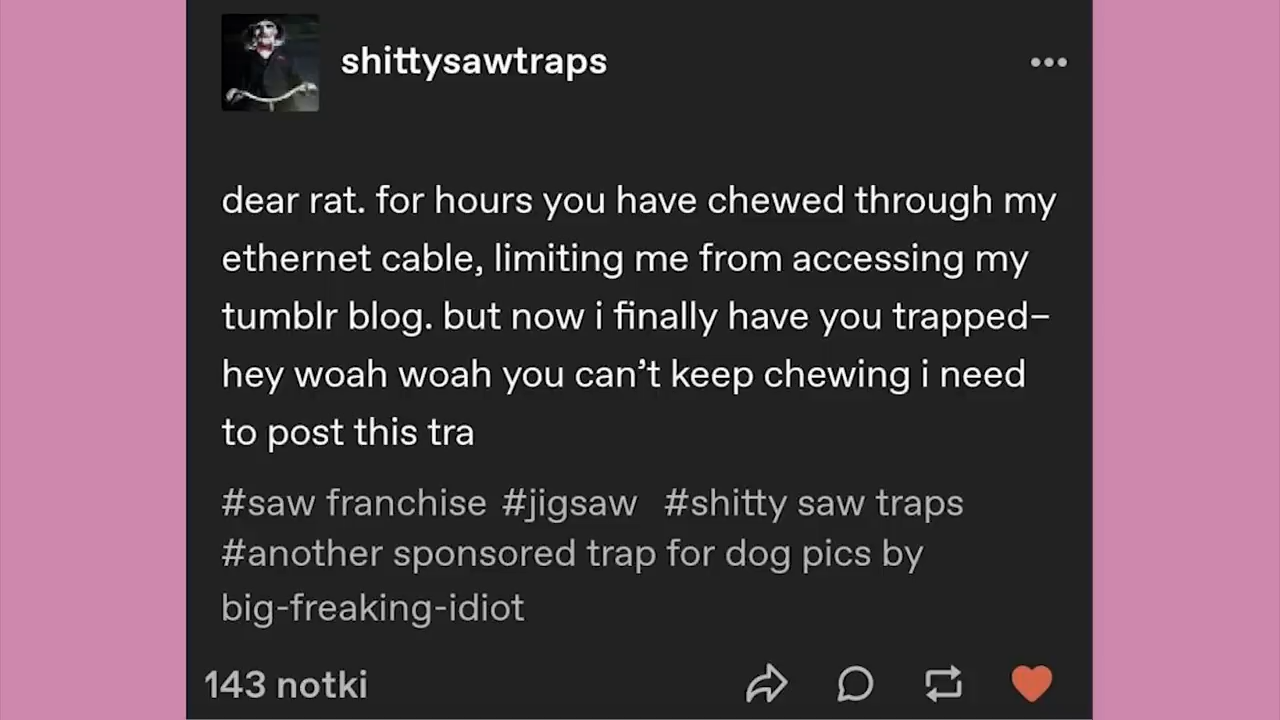 shittysawtraps
dear rat. for hours you have chewed through my
ethernet cable, limiting me from accessing my
tumblr blog. but now i finally have you trapped–
hey woah woah you can’t keep chewing i need
to post this tra
#saw franchise #jigsaw #shitty saw traps
#another sponsored trap for dog pics by
big-freaking-idiot
143 notki